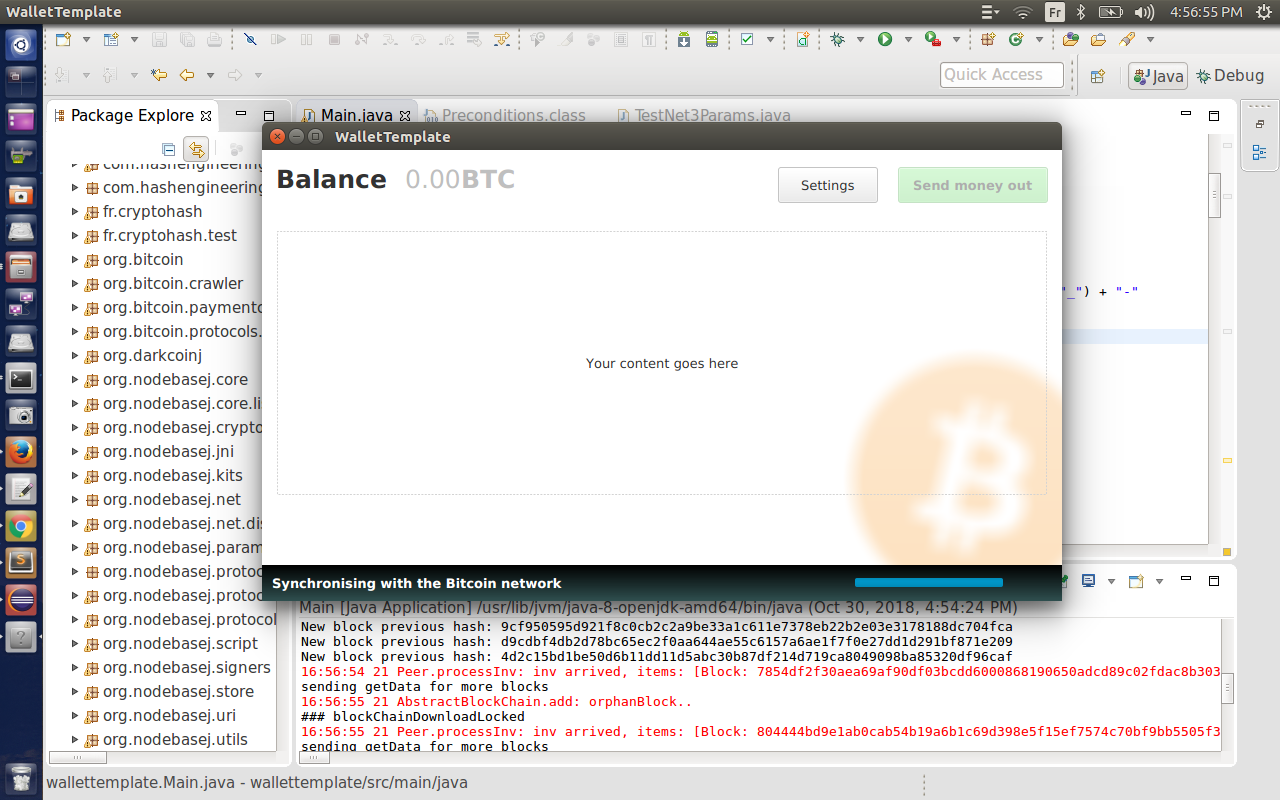 WalletTemplate
Fr
4:56:55 PM
Quick Access
Java
Debug
Package Explore
Main.java
Preconditions.class
TestNet3Params.java
com.hashengineering
com.hashengineering
fr.cryptohash
fr.cryptohash.test
org.bitcoin
org.bitcoin.crawler
org.bitcoin.paymentc
org.bitcoin.protocols.
org.darkcoinj
org.nodebasej.core
org.nodebasej.core.li
org.nodebasej.crypto
org.nodebasej.jni
org.nodebasej.kits
org.nodebasej.net
org.nodebasej.net.dis
org.nodebasej.param
org.nodebasej.protoc
org.nodebasej.protoc
org.nodebasej.protocol
org.nodebasej.script
org.nodebasej.signers
org.nodebasej.store
org.nodebasej.uri
org.nodebasej.utils
"_") + "-"
WalletTemplate
Balance 0.00BTC
Settings
Send money out
Your content goes here
Synchronising with the Bitcoin network
Main [Java Application] /usr/lib/jvm/java-8-openjdk-amd64/bin/java (Oct 30, 2018, 4:54:24 PM)
New block previous hash: 9cf950595d921f8c0cb2c2a9be33a1c611e7378eb22b2e03e3178188dc704fca
New block previous hash: d9cdbf4db2d78bc65ec2f0aa644ae55c6157a6ae1f7f0e27dd1d291bf871e209
New block previous hash: 4d2c15bd1be50d6b11dd11d5abc30b87df214d719ca8049098ba85320df96caf
16:56:54 21 Peer.processInv: inv arrived, items: [Block: 7854df2f30aea69af90df03bcdd6000868190650adcd89c02fdac8b303
sending getData for more blocks
16:56:55 21 AbstractBlockChain.add: orphanBlock..
### blockChainDownloadLocked
16:56:55 21 Peer.processInv: inv arrived, items: [Block: 804444bd9e1ab0cab54b19a6b1c69d398e5f15ef7574c70bf9bb5505f3
sending getData for more blocks
wallettemplate.Main.java - wallettemplate/src/main/java